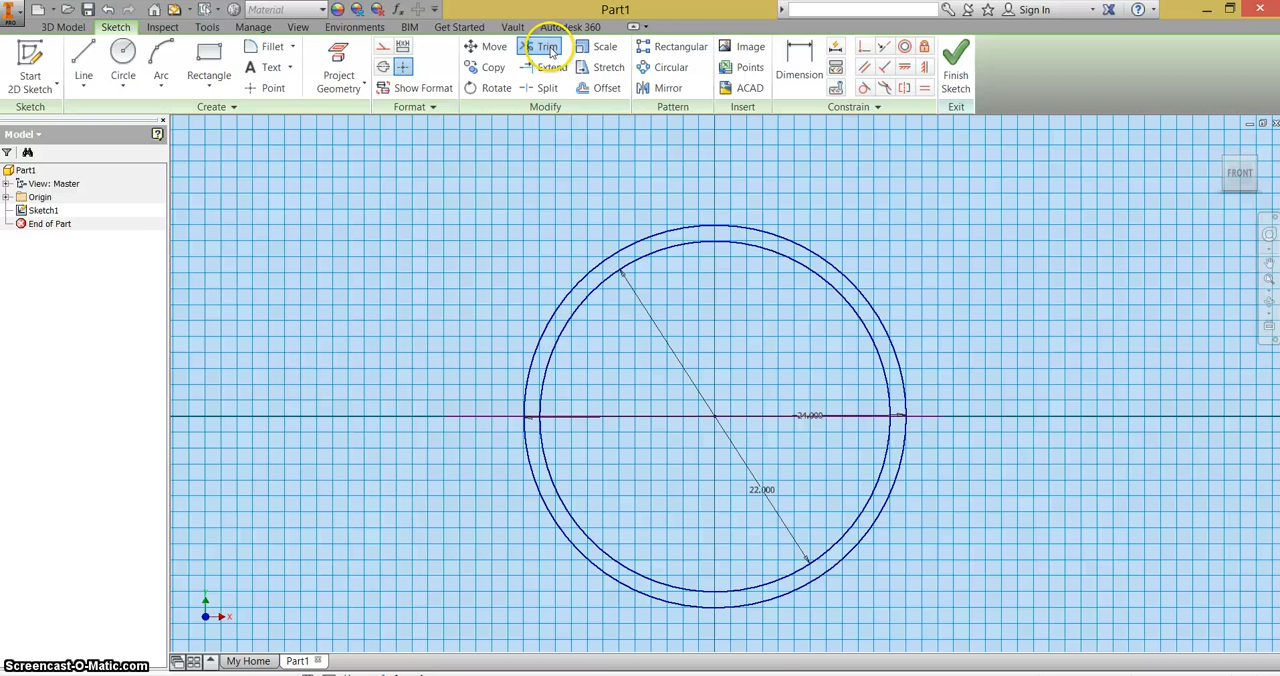 Part1
Material
Sign In
PRO
3D Model Sketch Inspect Tools Manage View Environments BIM Get Started Vault Autodesk 360
Start
2D Sketch
Line
Circle
Arc
Rectangle
Fillet
Text
Point
Project
Geometry
Show Format
Move
Copy
Rotate
Trim
Extend
Split
Scale
Stretch
Offset
Rectangular
Circular
Mirror
Image
Points
ACAD
Dimension
Finish
Sketch
Sketch Create Format Modify Pattern Insert Constrain Exit
Model
Part1
View: Master
Origin
Sketch1
End of Part
FRONT
24.000
22.000
Y
X
My Home Part1
Screencast-O-Matic.com